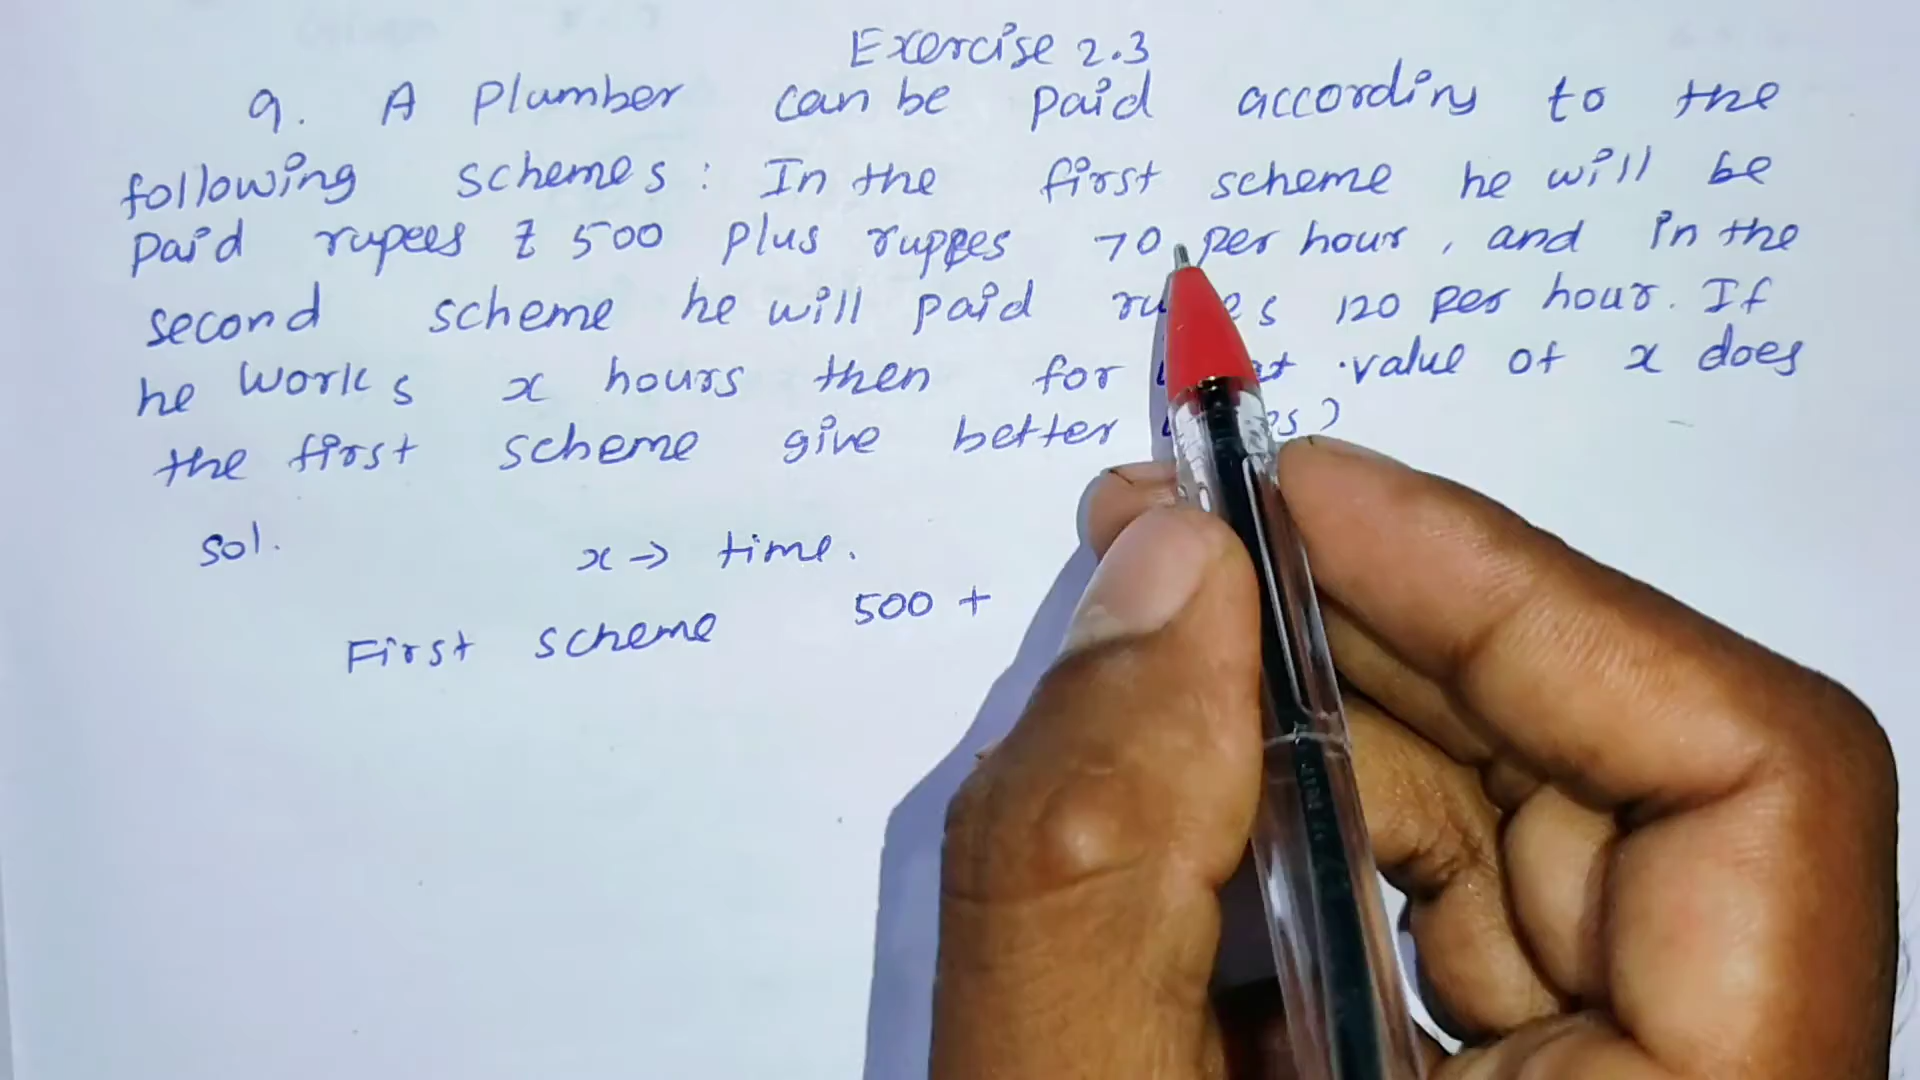 Exercise 2.3
9. A Plumber can be paid according to the
following schemes: In the first scheme he will be
paid rupees ₹ 500 plus ruppes 70 per hour, and in the
second scheme he will paid 120 per hour. If
he works x hours then for value of x does
the first scheme give better
sol. x → time.
First scheme 500 +